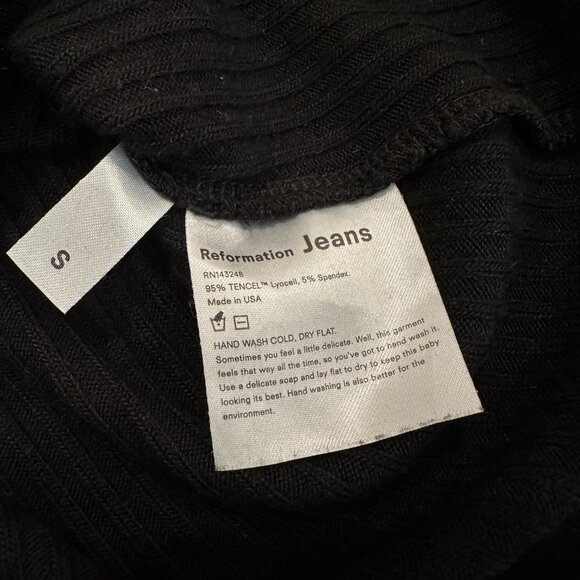 S
Reformation Jeans
RN143248
95% TENCEL™ Lyocell, 5% Spandex.
Made in USA
HAND WASH COLD, DRY FLAT.
Sometimes you feel a little delicate. Well, this garment
feels that way all the time, so you've got to hand wash it.
Use a delicate soap and lay flat to dry to keep this baby
looking its best. Hand washing is also better for the
environment.